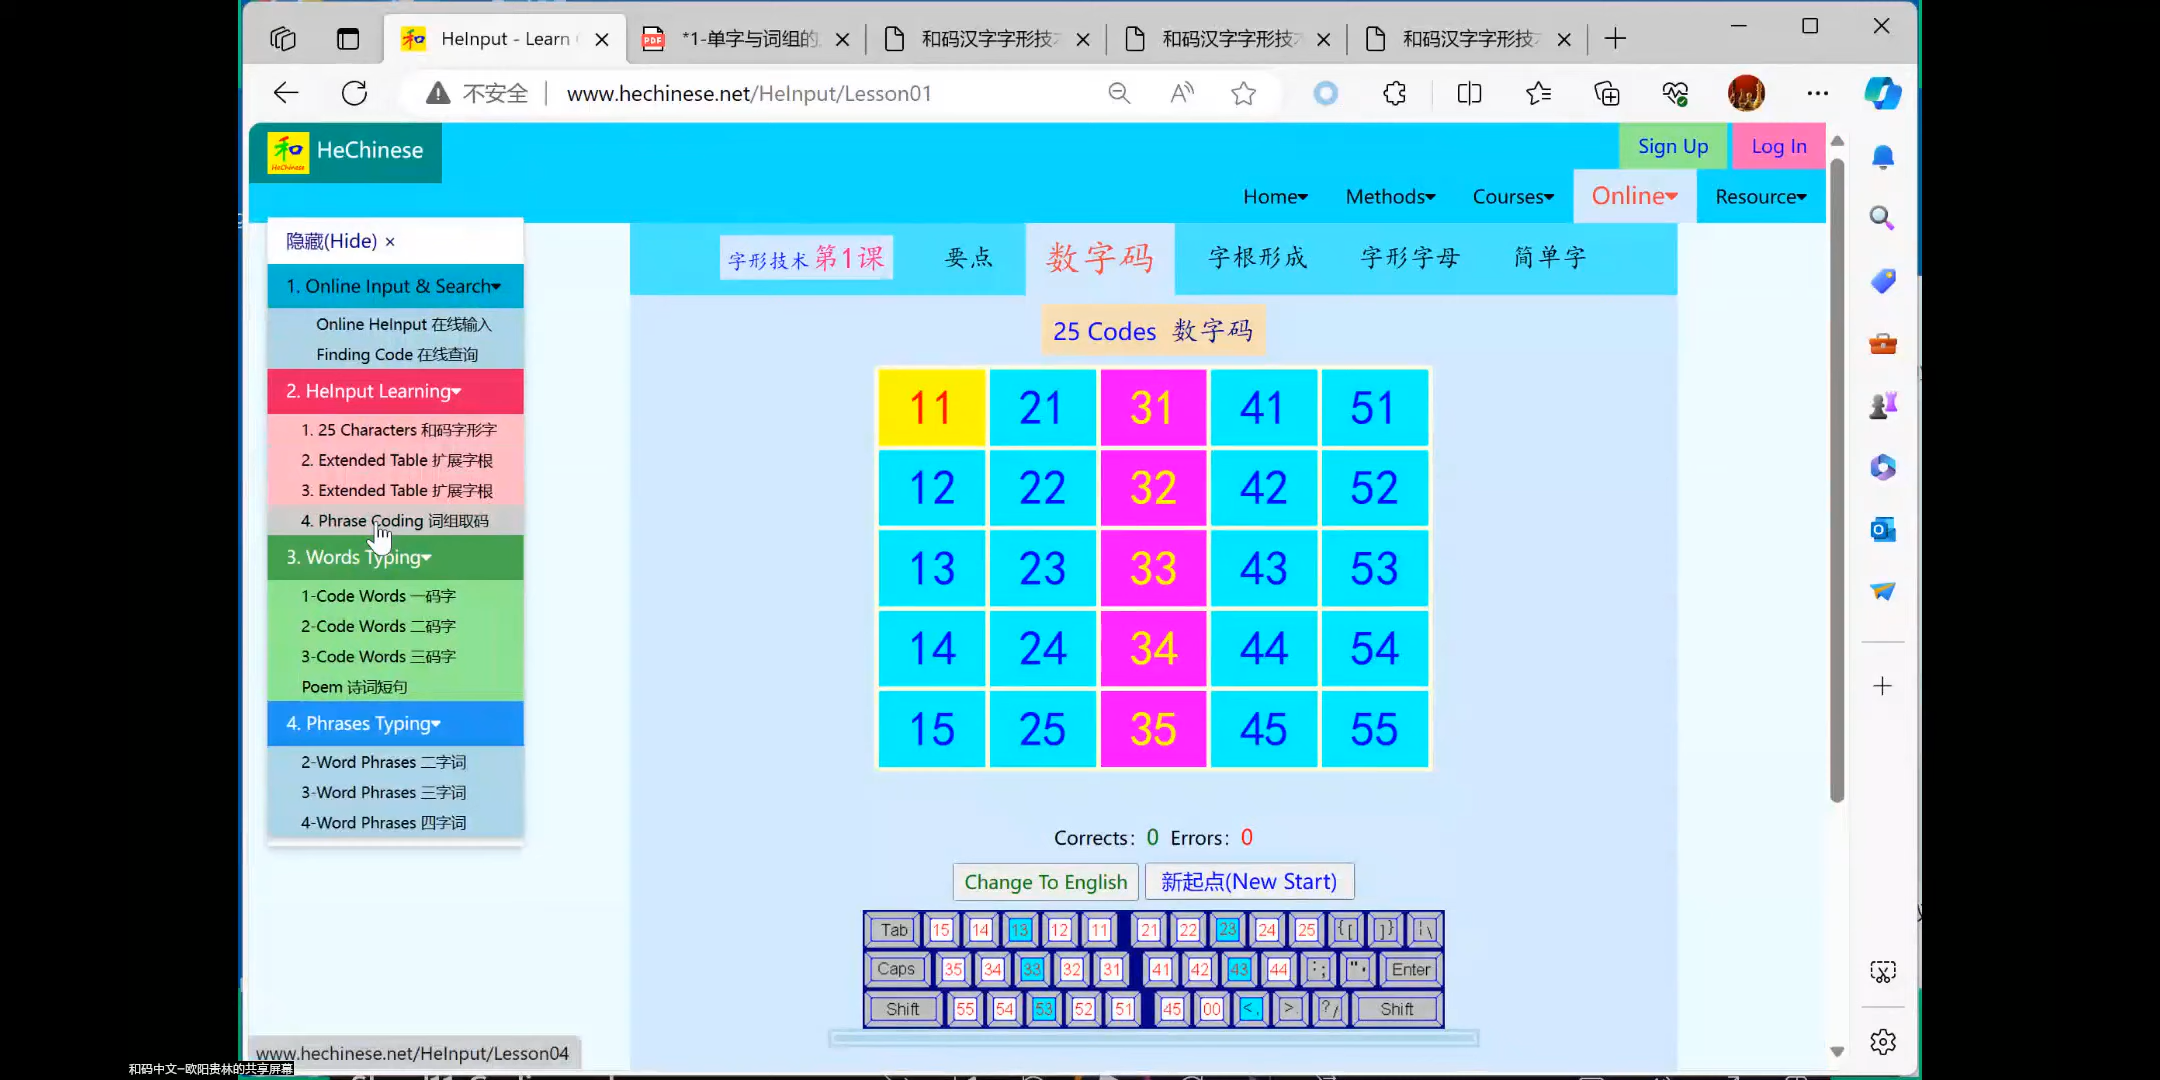 HeInput - Learn
*1-单字与词组的
和码汉字字形技
和码汉字字形技
和码汉字字形技
不安全
www.hechinese.net/HeInput/Lesson01
和 HeChinese
HeChinese
Sign Up
Log In
Home▾
Methods▾
Courses▾
Online▾
Resource▾
隐藏(Hide) ×
1. Online Input & Search▾
Online HeInput 在线输入
Finding Code 在线查询
2. HeInput Learning▾
1. 25 Characters 和码字形字
2. Extended Table 扩展字根
3. Extended Table 扩展字根
4. Phrase Coding 词组取码
3. Words Typing▾
1-Code Words 一码字
2-Code Words 二码字
3-Code Words 三码字
Poem 诗词短句
4. Phrases Typing▾
2-Word Phrases 二字词
3-Word Phrases 三字词
4-Word Phrases 四字词
字形技术 第1课
要点
数字码
字根形成
字形字母
简单字
25 Codes 数字码
11 21 31 41 51
12 22 32 42 52
13 23 33 43 53
14 24 34 44 54
15 25 35 45 55
Corrects: 0 Errors: 0
Change To English
新起点(New Start)
Tab 15 14 13 12 11 21 22 23 24 25 {[ ]} ¦\
Caps 35 34 33 32 31 41 42 43 44 :; "' Enter
Shift 55 54 53 52 51 45 00 <, >. ?/ Shift
www.hechinese.net/HeInput/Lesson04
和码中文–欧阳贵林的共享屏幕